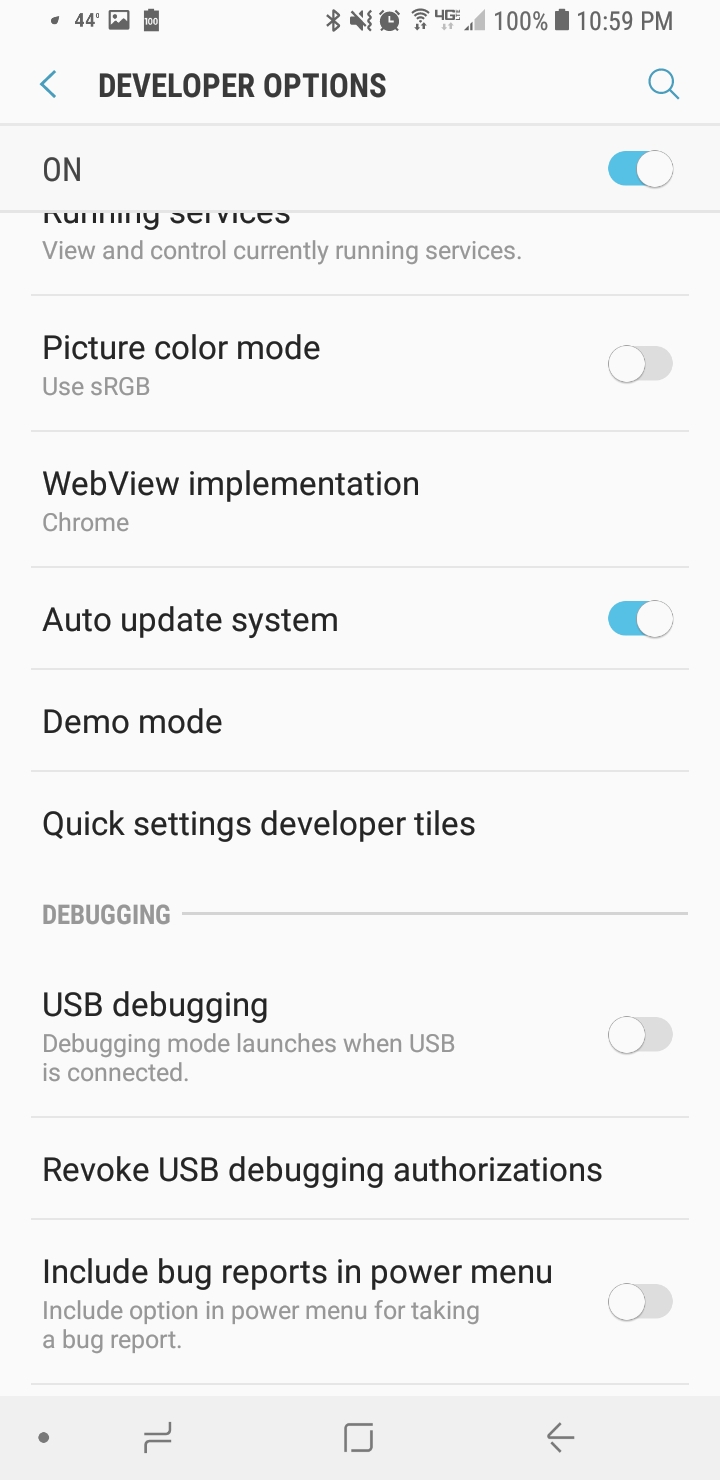 44° 100 4G 100% 10:59 PM
DEVELOPER OPTIONS
ON
Running services
View and control currently running services.
Picture color mode
Use sRGB
WebView implementation
Chrome
Auto update system
Demo mode
Quick settings developer tiles
DEBUGGING
USB debugging
Debugging mode launches when USB
is connected.
Revoke USB debugging authorizations
Include bug reports in power menu
Include option in power menu for taking
a bug report.